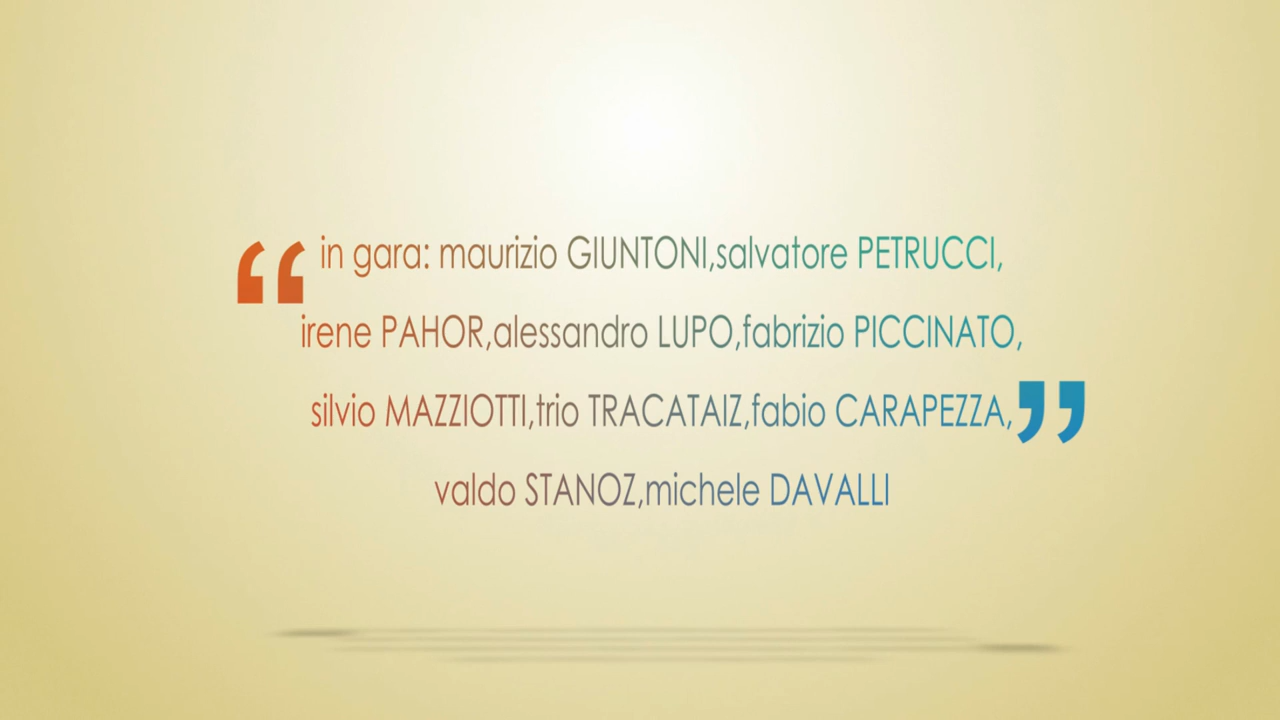 “ in gara: maurizio GIUNTONI,salvatore PETRUCCI,
irene PAHOR,alessandro LUPO,fabrizio PICCINATO,
silvio MAZZIOTTI,trio TRACATAIZ,fabio CARAPEZZA, ”
valdo STANOZ,michele DAVALLI